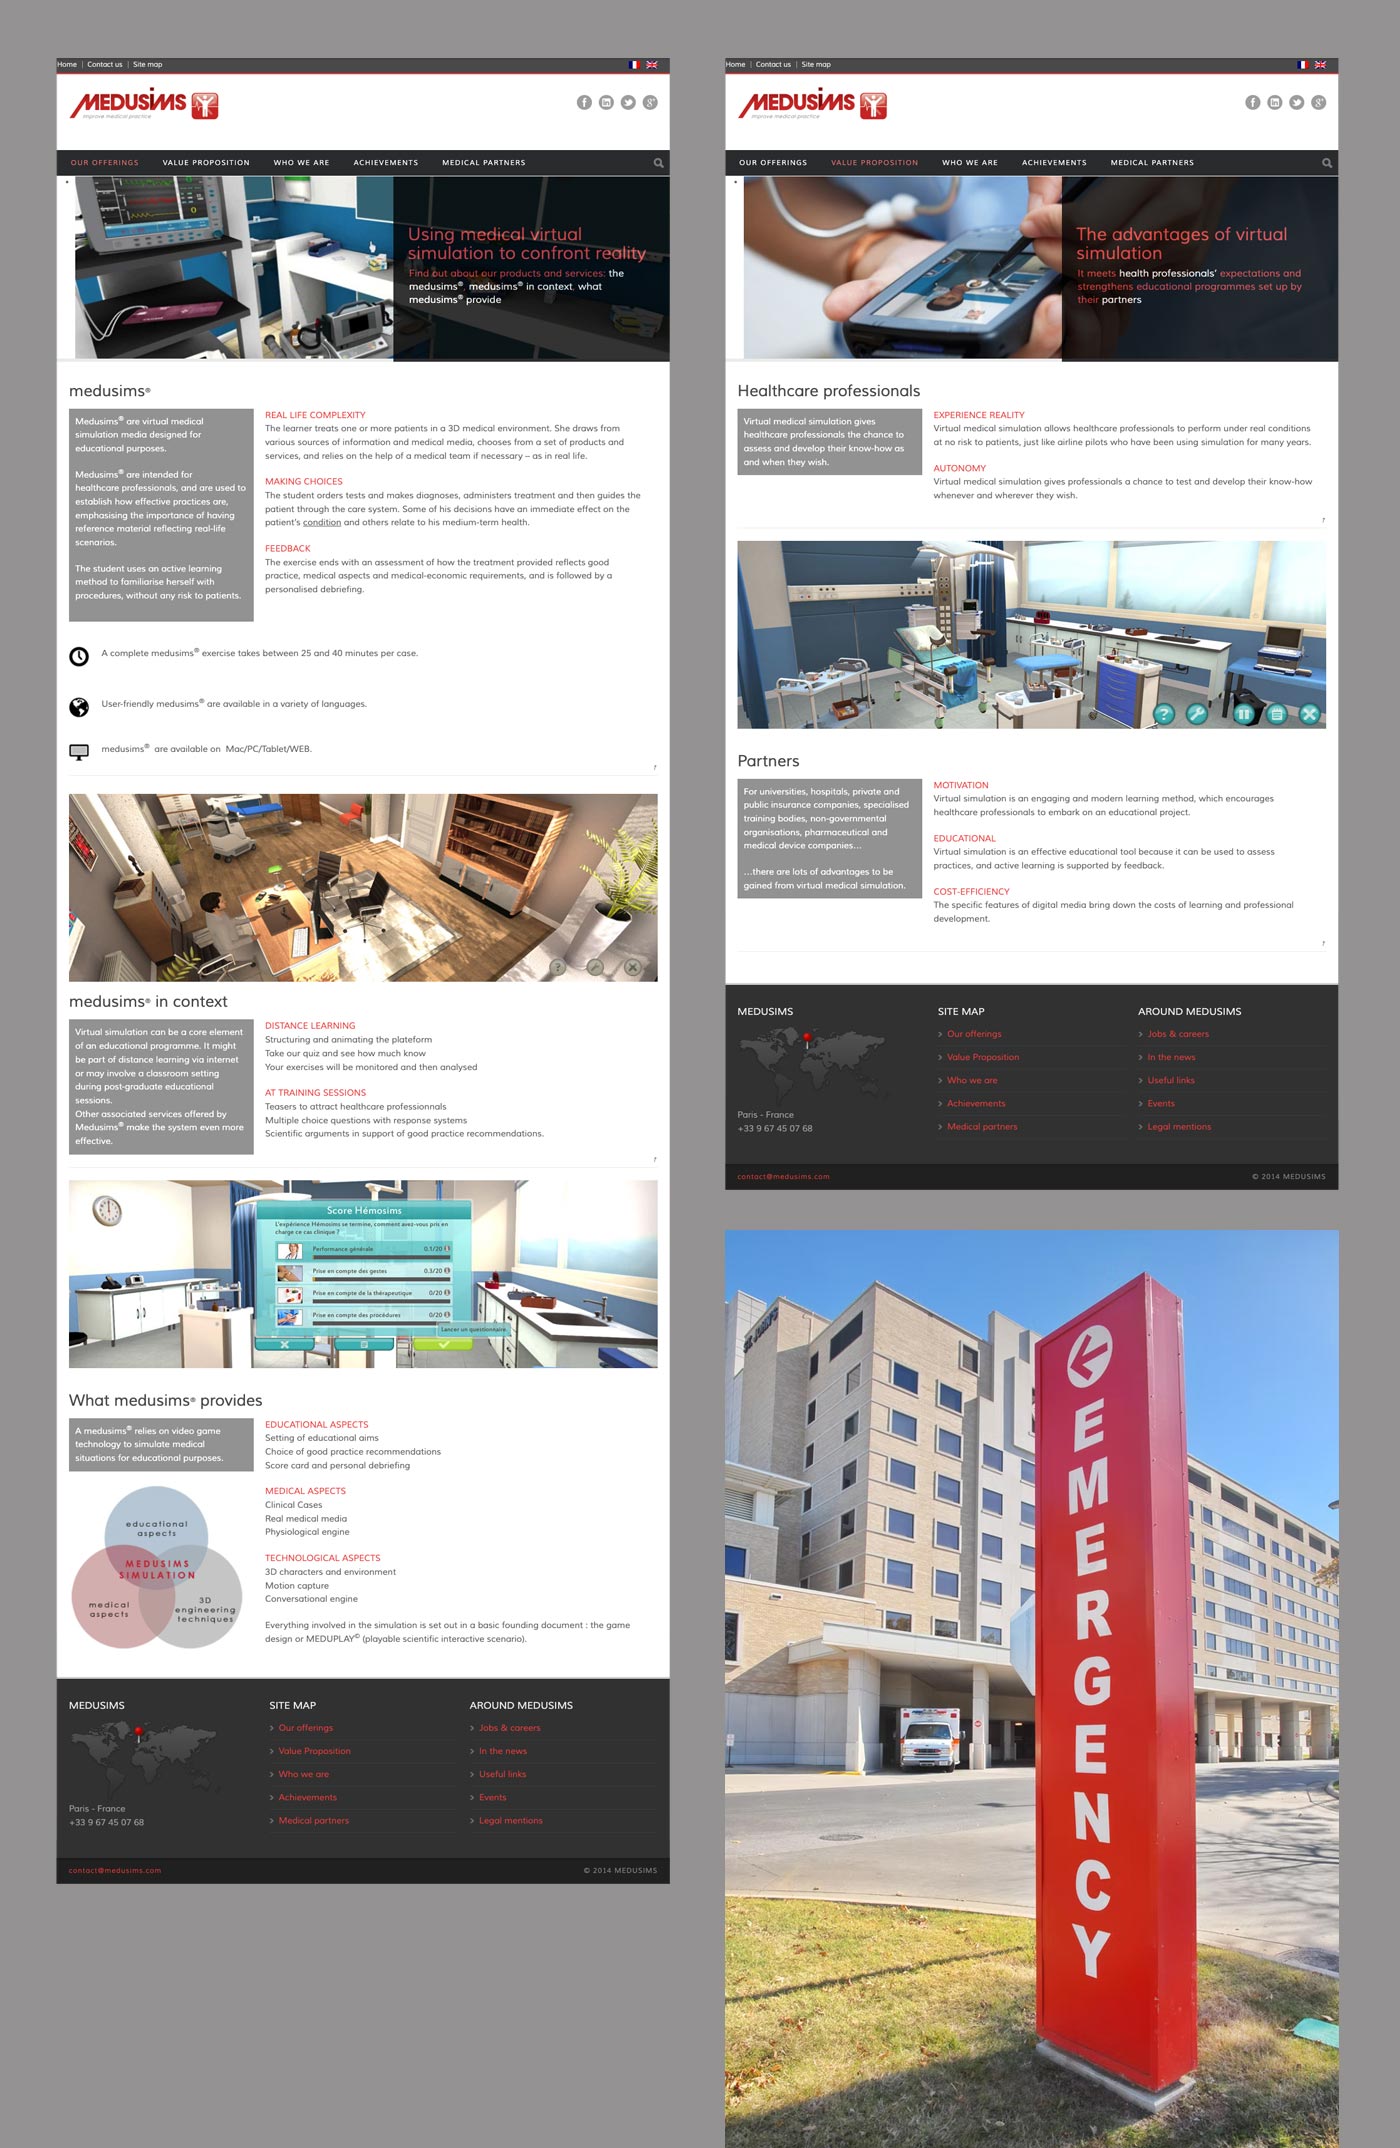 Home | Contact us | Site map
MEDUSIMS
improve medical practice
OUR OFFERINGS VALUE PROPOSITION WHO WE ARE ACHIEVEMENTS MEDICAL PARTNERS
Using medical virtual
simulation to confront reality
Find out about our products and services: the
medusims®, medusims® in context, what
medusims® provide
medusims®
Medusims® are virtual medical
simulation media designed for
educational purposes.
Medusims® are intended for
healthcare professionals, and are used to
establish how effective practices are,
emphasising the importance of having
reference material reflecting real-life
scenarios.
The student uses an active learning
method to familiarise herself with
procedures, without any risk to patients.
REAL LIFE COMPLEXITY
The learner treats one or more patients in a 3D medical environment. She draws from
various sources of information and medical media, chooses from a set of products and
services, and relies on the help of a medical team if necessary – as in real life.
MAKING CHOICES
The student orders tests and makes diagnoses, administers treatment and then guides the
patient through the care system. Some of his decisions have an immediate effect on the
patient's condition and others relate to his medium-term health.
FEEDBACK
The exercise ends with an assessment of how the treatment provided reflects good
practice, medical aspects and medical-economic requirements, and is followed by a
personalised debriefing.
A complete medusims® exercise takes between 25 and 40 minutes per case.
User-friendly medusims® are available in a variety of languages.
medusims® are available on Mac/PC/Tablet/WEB.
↑
medusims® in context
Virtual simulation can be a core element
of an educational programme. It might
be part of distance learning via internet
or may involve a classroom setting
during post-graduate educational
sessions.
Other associated services offered by
Medusims® make the system even more
effective.
DISTANCE LEARNING
Structuring and animating the plateform
Take our quiz and see how much know
Your exercises will be monitored and then analysed
AT TRAINING SESSIONS
Teasers to attract healthcare professionnals
Multiple choice questions with response systems
Scientific arguments in support of good practice recommendations.
↑
Score Hémosims
L'expérience Hémosims se termine, comment avez-vous pris en
charge ce cas clinique ?
Performance générale 0.1/20
Prise en compte des gestes 0.3/20
Prise en compte de la thérapeutique 0/20
Prise en compte des procédures 0/20
Lancer un questionnaire.
What medusims® provides
A medusims® relies on video game
technology to simulate medical
situations for educational purposes.
educational
aspects
MEDUSIMS
SIMULATION
medical
aspects
3D
engineering
techniques
EDUCATIONAL ASPECTS
Setting of educational aims
Choice of good practice recommendations
Score card and personal debriefing
MEDICAL ASPECTS
Clinical Cases
Real medical media
Physiological engine
TECHNOLOGICAL ASPECTS
3D characters and environment
Motion capture
Conversational engine
Everything involved in the simulation is set out in a basic founding document : the game
design or MEDUPLAY© (playable scientific interactive scenario).
MEDUSIMS
Paris - France
+33 9 67 45 07 68
SITE MAP
Our offerings
Value Proposition
Who we are
Achievements
Medical partners
AROUND MEDUSIMS
Jobs & careers
In the news
Useful links
Events
Legal mentions
contact@medusims.com
© 2014 MEDUSIMS
Home | Contact us | Site map
MEDUSIMS
improve medical practice
OUR OFFERINGS VALUE PROPOSITION WHO WE ARE ACHIEVEMENTS MEDICAL PARTNERS
The advantages of virtual
simulation
It meets health professionals' expectations and
strengthens educational programmes set up by
their partners
Healthcare professionals
Virtual medical simulation gives
healthcare professionals the chance to
assess and develop their know-how as
and when they wish.
EXPERIENCE REALITY
Virtual medical simulation allows healthcare professionals to perform under real conditions
at no risk to patients, just like airline pilots who have been using simulation for many years.
AUTONOMY
Virtual medical simulation gives professionals a chance to test and develop their know-how
whenever and wherever they wish.
↑
Partners
For universities, hospitals, private and
public insurance companies, specialised
training bodies, non-governmental
organisations, pharmaceutical and
medical device companies...
...there are lots of advantages to be
gained from virtual medical simulation.
MOTIVATION
Virtual simulation is an engaging and modern learning method, which encourages
healthcare professionals to embark on an educational project.
EDUCATIONAL
Virtual simulation is an effective educational tool because it can be used to assess
practices, and active learning is supported by feedback.
COST-EFFICIENCY
The specific features of digital media bring down the costs of learning and professional
development.
↑
MEDUSIMS
Paris - France
+33 9 67 45 07 68
SITE MAP
Our offerings
Value Proposition
Who we are
Achievements
Medical partners
AROUND MEDUSIMS
Jobs & careers
In the news
Useful links
Events
Legal mentions
contact@medusims.com
© 2014 MEDUSIMS
ST. JOHN'S
EMERGENCY